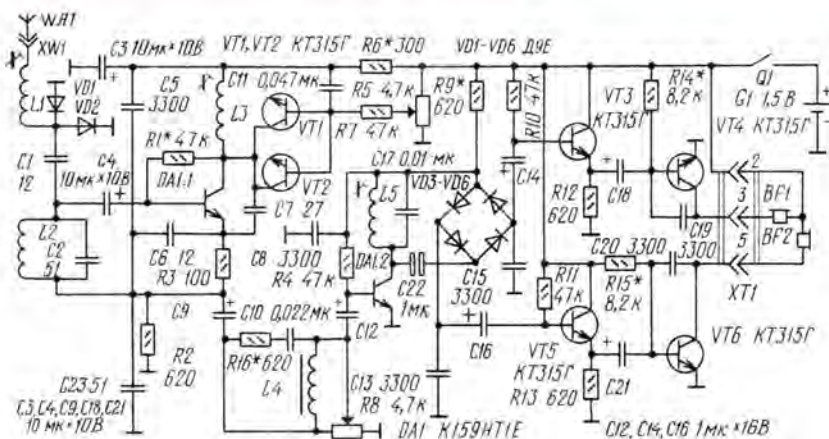 WA1
XW1
C3 10мк×10В
VT1, VT2 КТ315Г
R6* 300
VD1-VD6 Д9Е
R14* 8,2к
Q1
G1 1,5 В
VD1
VD2
L1
C5 3300
C11 0,047 мк
L3
R5 4,7к
R7 47к
R9* 620
R10 47к
VT3 КТ315Г
VT4 КТ315Г
R1* 47к
VT1
VT2
C1 12
C4 10мк×10В
DA1.1
C17 0,01 мк
VD3-VD6
C14
R12 620
C18
2
3
5
BF1
BF2
L2
C2 51
C6 12
R3 100
C7 27
C8 3300
R4 47к
L5
DA1.2
C22 1мк
C15 3300
R11 47к
C20 3300
C19 3300
R15* 8,2к
XT1
C9
R2 620
C10 0,022мк
R16* 620
L4
C12
C16
VT5 КТ315Г
C21
VT6 КТ315Г
C23 51
C3, C4, C9, C18, C21 10 мк×10В
C13 3300
R8 4,7к
R13 620
DA1 К159НТ1Е
C12, C14, C16 1мк×16В